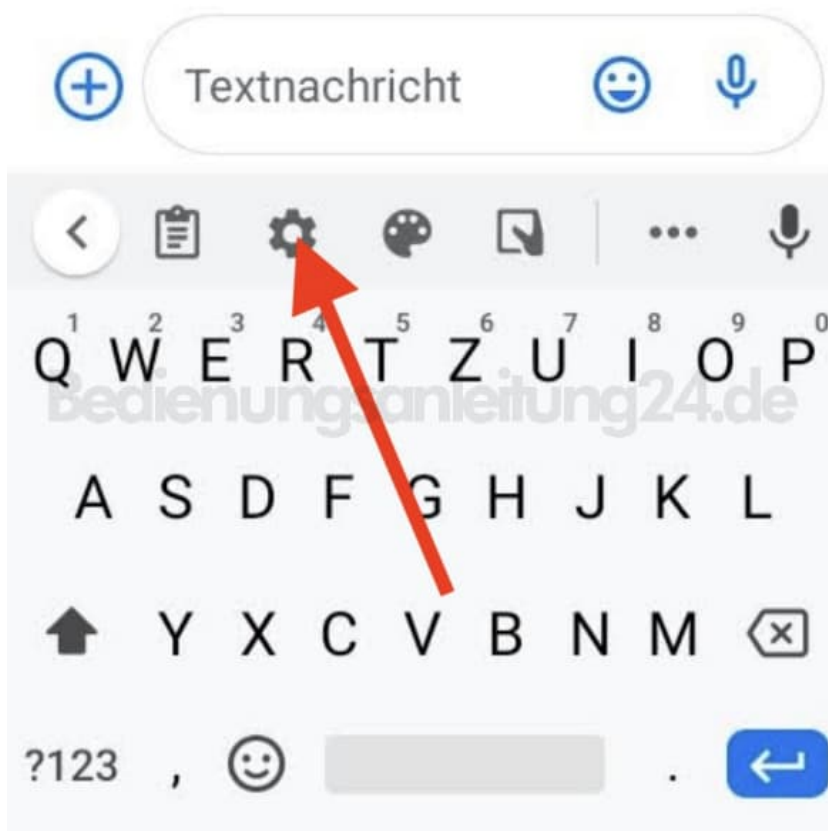 Textnachricht
1 2 3 4 5 6 7 8 9 0
Q W E R T Z U I O P
Bedienungsanleitung24.de
A S D F G H J K L
Y X C V B N M
?123 , .